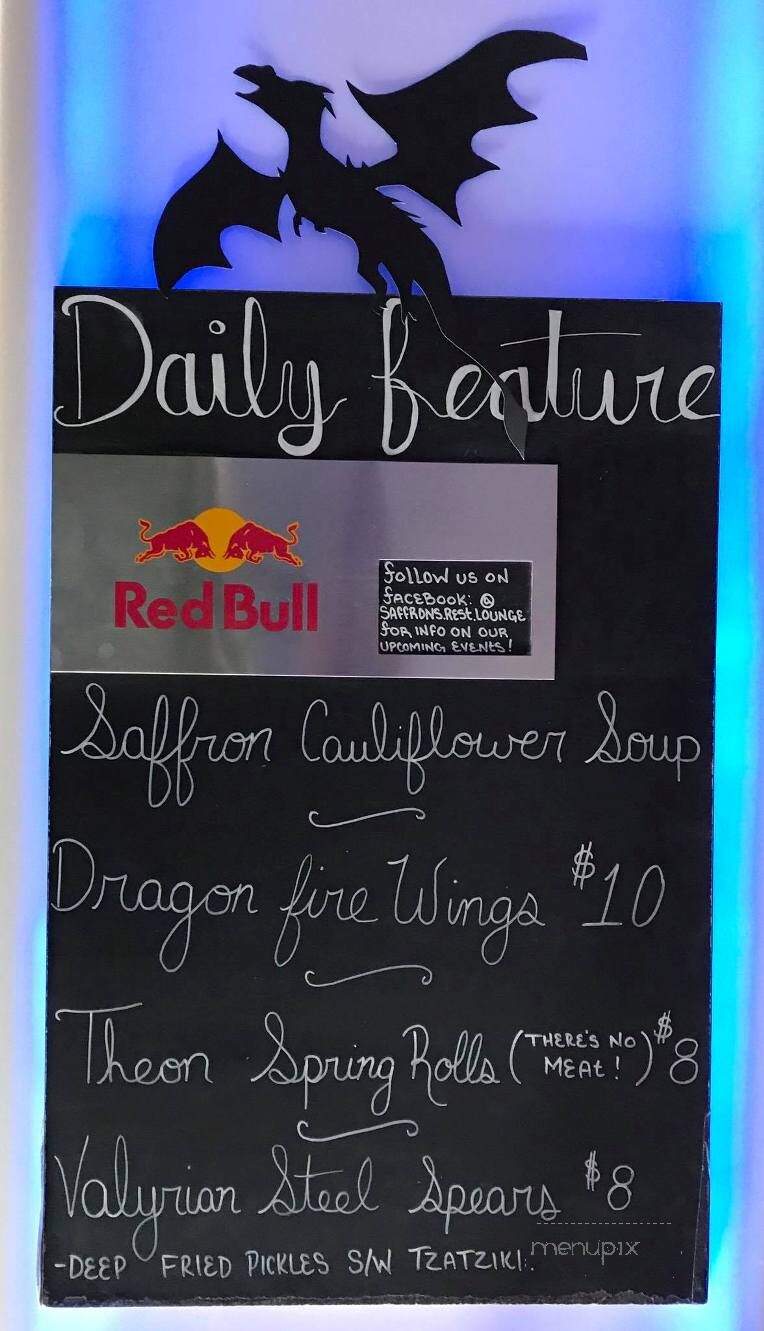 Daily feature
Red Bull
follow us on
facebook: @
saffrons.rest.lounge
for info on our
upcoming events!
Saffron Cauliflower Soup
Dragon fire Wings $10
Theon Spring Rolls (THERE'S NO MEAT!) $8
Valyrian Steel Spears $8
-DEEP FRIED PICKLES S/W TZATZIKI.
menupix